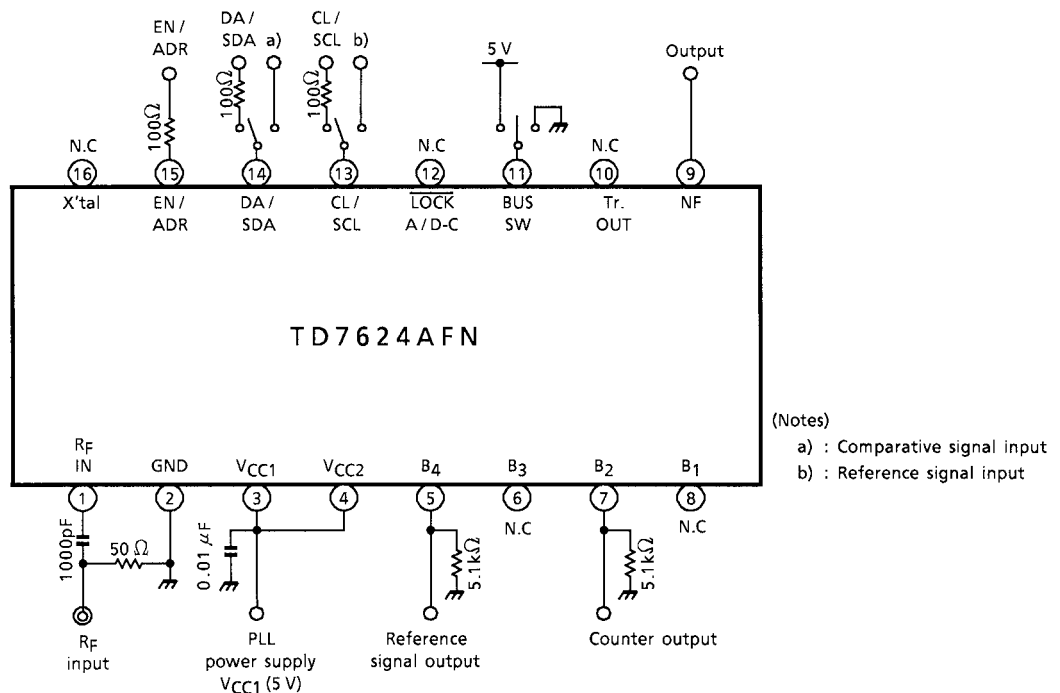 DA /
SDA a)
CL /
SCL b)
EN /
ADR
5 V
Output
100Ω
100Ω
100Ω
N.C
N.C
N.C
16
15
14
13
12
11
10
9
X'tal
EN /
ADR
DA /
SDA
CL /
SCL
LOCK
A / D-C
BUS
SW
Tr.
OUT
NF
TD7624AFN
(Notes)
a) : Comparative signal input
b) : Reference signal input
RF
IN
GND
VCC1
VCC2
B4
B3
B2
B1
1
2
3
4
5
6
7
8
N.C
N.C
1000pF
50 Ω
0.01 μF
5.1kΩ
5.1kΩ
RF
input
PLL
power supply
VCC1 (5 V)
Reference
signal output
Counter output